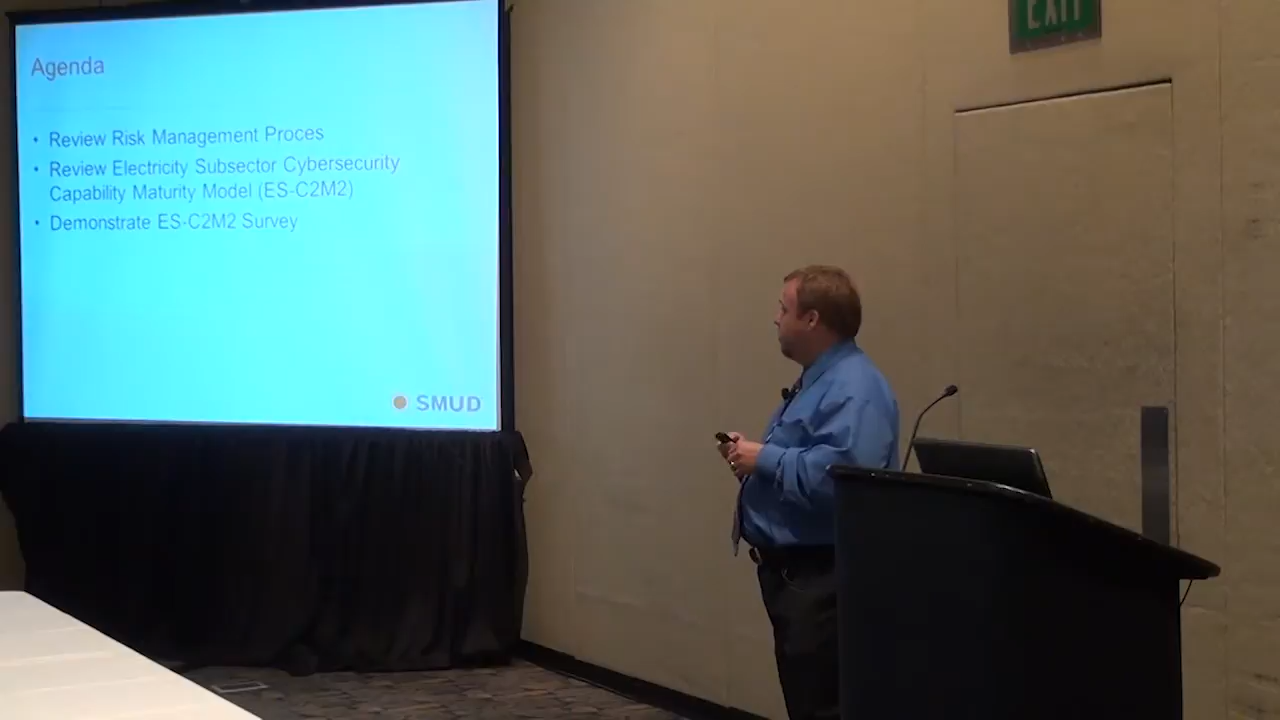 EXIT
Agenda
• Review Risk Management Proces
• Review Electricity Subsector Cybersecurity
Capability Maturity Model (ES-C2M2)
• Demonstrate ES-C2M2 Survey
SMUD